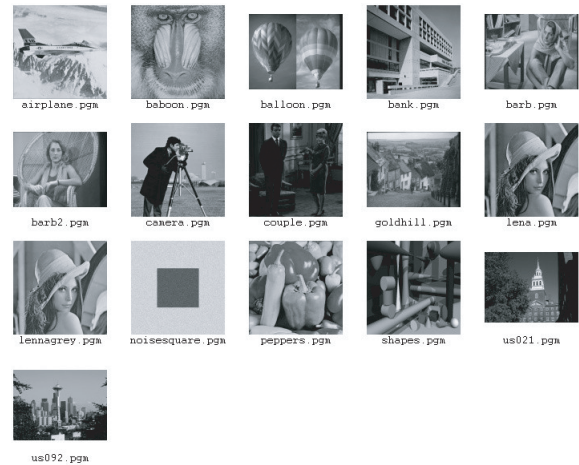 airplane.pgm baboon.pgm balloon.pgm bank.pgm barb.pgm
barb2.pgm camera.pgm couple.pgm goldhill.pgm lena.pgm
lennagrey.pgm noisesquare.pgm peppers.pgm shapes.pgm us021.pgm
us092.pgm